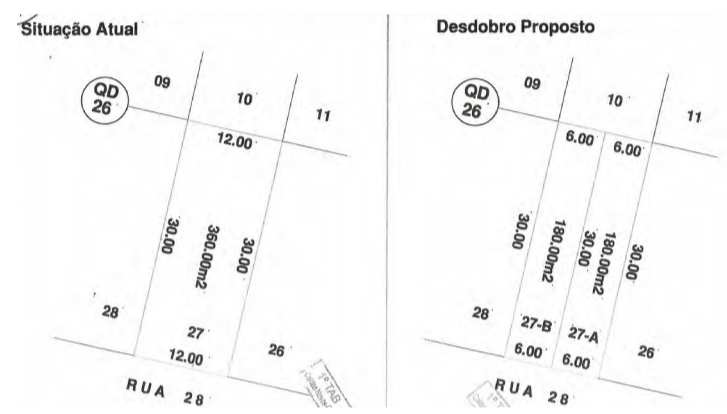 Situação Atual
QD
26
09
10
11
12.00
30.00
360.00m2
30.00
28
27
26
12.00
RUA 28
1º TAB
Desdobro Proposto
QD
26
09
10
11
6.00
6.00
30.00
180.00m2
30.00
180.00m2
30.00
28
27-B
27-A
26
6.00
6.00
RUA 28